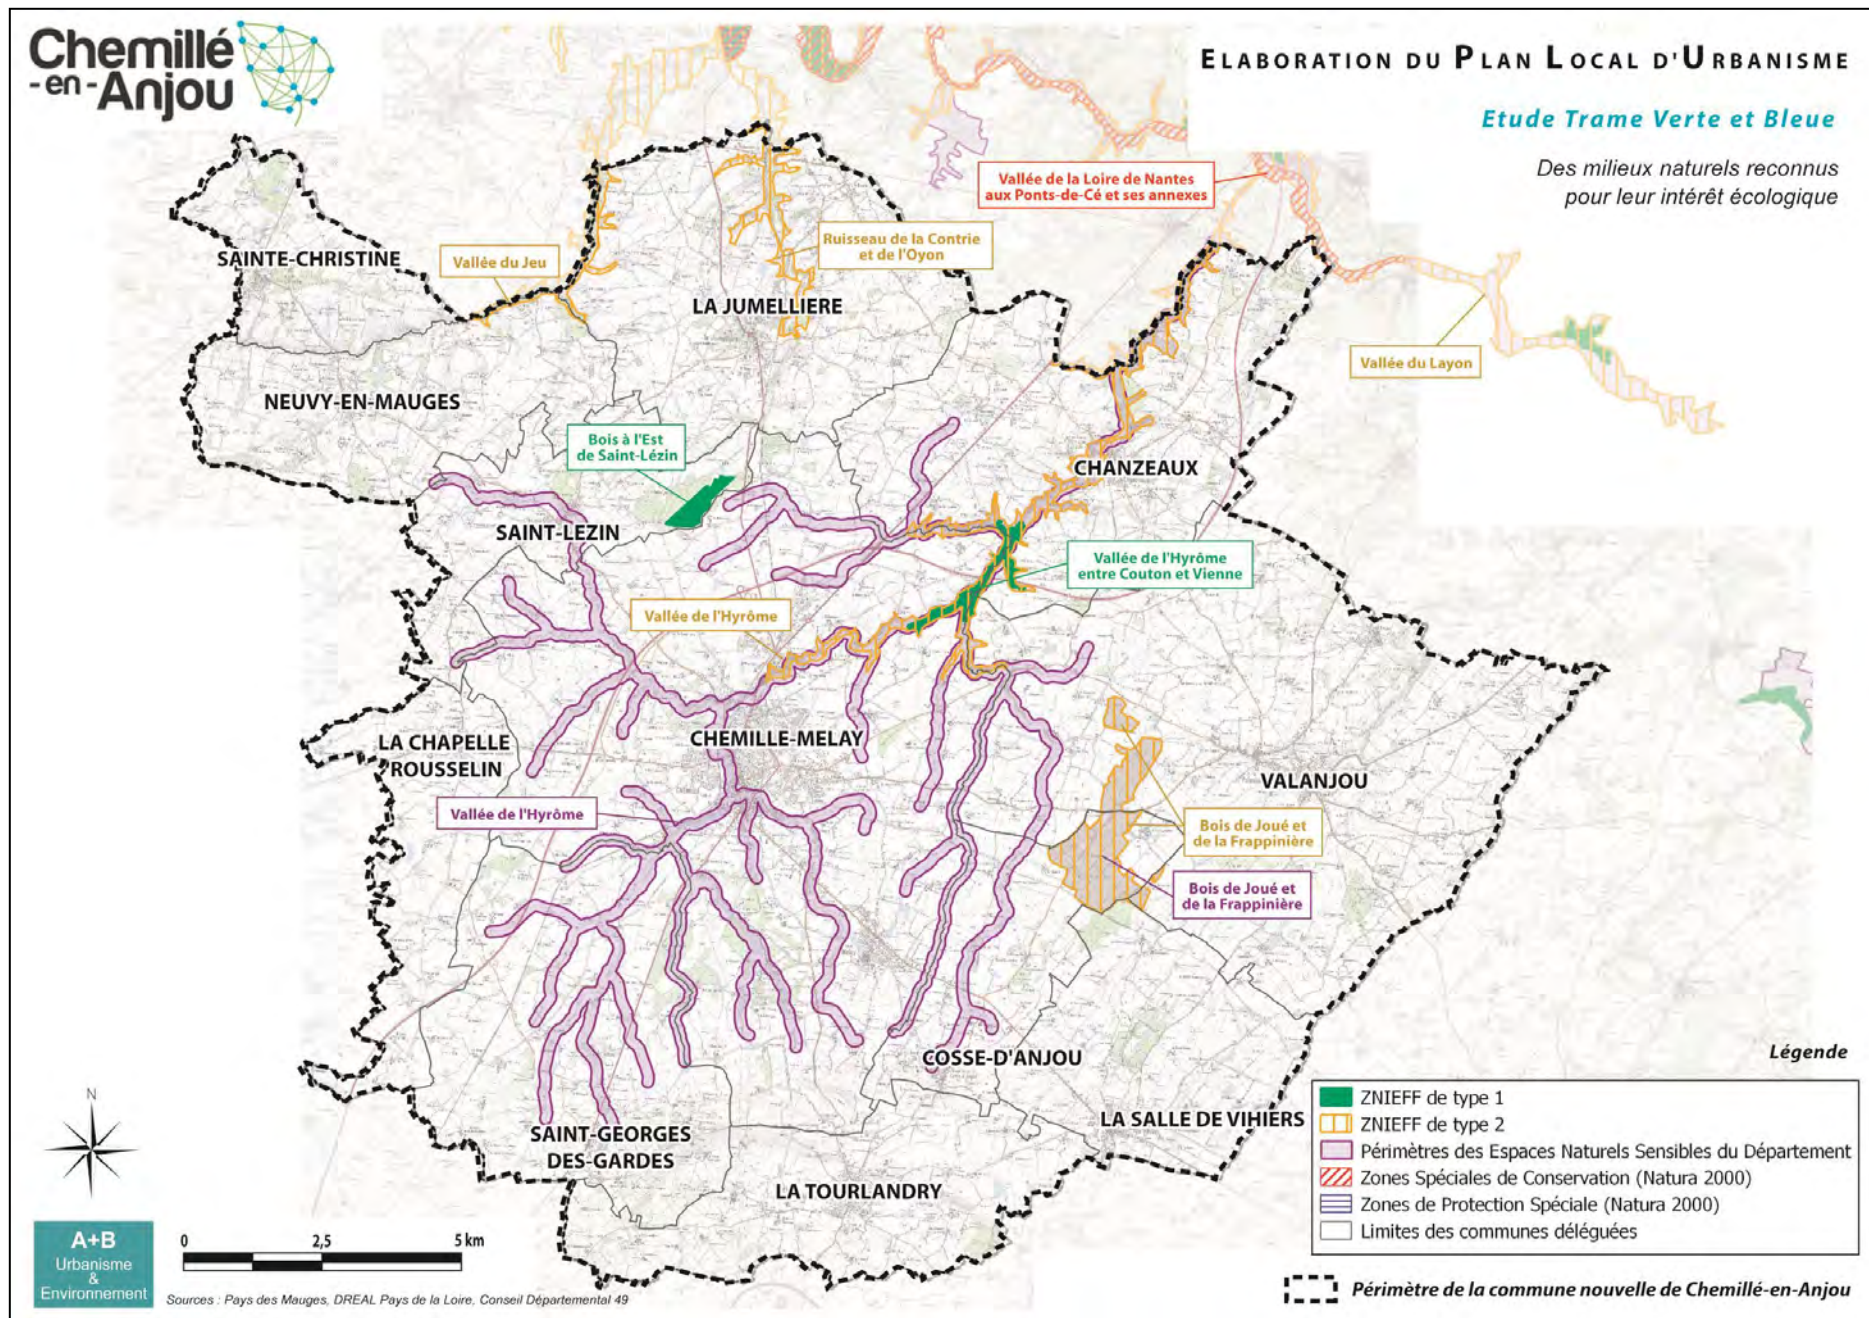 Chemillé
-en-Anjou
ELABORATION DU PLAN LOCAL D'URBANISME
Etude Trame Verte et Bleue
Des milieux naturels reconnus
pour leur intérêt écologique
Vallée de la Loire de Nantes
aux Ponts-de-Cé et ses annexes
SAINTE-CHRISTINE
Vallée du Jeu
Ruisseau de la Contrie
et de l'Oyon
LA JUMELLIERE
Vallée du Layon
NEUVY-EN-MAUGES
Bois à l'Est
de Saint-Lézin
CHANZEAUX
SAINT-LEZIN
Vallée de l'Hyrôme
entre Couton et Vienne
Vallée de l'Hyrôme
LA CHAPELLE
ROUSSELIN
CHEMILLE-MELAY
VALANJOU
Vallée de l'Hyrôme
Bois de Joué et
de la Frappinière
Bois de Joué et
de la Frappinière
COSSE-D'ANJOU
LA SALLE DE VIHIERS
SAINT-GEORGES
DES-GARDES
LA TOURLANDRY
Légende
ZNIEFF de type 1
ZNIEFF de type 2
Périmètres des Espaces Naturels Sensibles du Département
Zones Spéciales de Conservation (Natura 2000)
Zones de Protection Spéciale (Natura 2000)
Limites des communes déléguées
Périmètre de la commune nouvelle de Chemillé-en-Anjou
N
A+B
Urbanisme
&
Environnement
0 2,5 5 km
Sources : Pays des Mauges, DREAL Pays de la Loire, Conseil Départemental 49